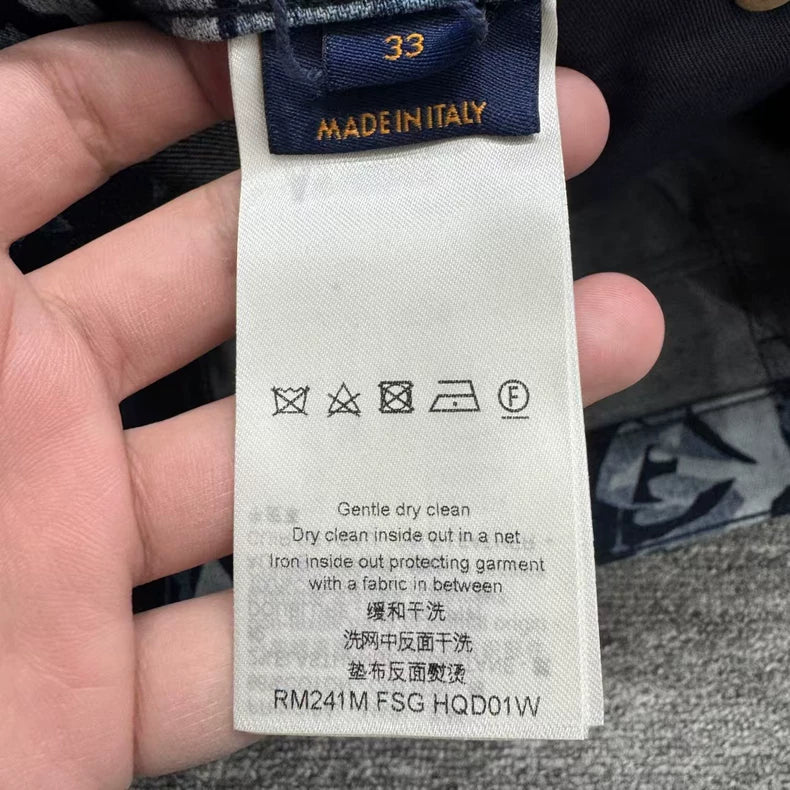 33
MADE IN ITALY
F
Gentle dry clean
Dry clean inside out in a net
Iron inside out protecting garment
with a fabric in between
缓和干洗
洗网中反面干洗
垫布反面熨烫
RM241M FSG HQD01W